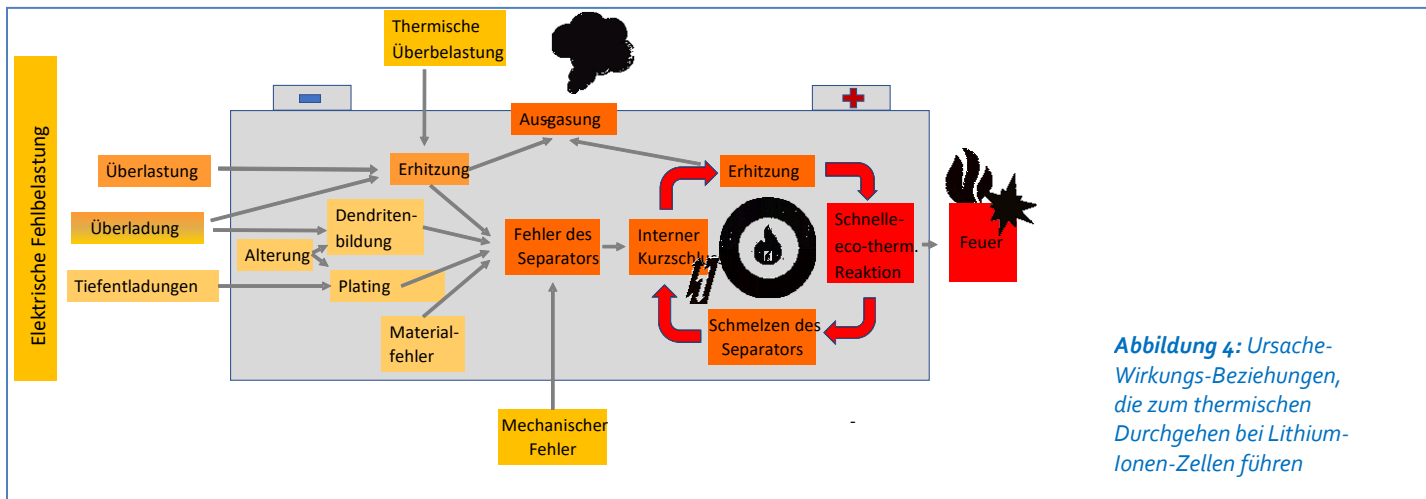 Elektrische Fehlbelastung
Thermische
Überbelastung
Ausgasung
Überlastung
Erhitzung
Erhitzung
Überladung
Dendriten-
bildung
Alterung
Fehler des
Separators
Interner
Kurzschluss
Schnelle-
eco-therm.
Reaktion
Feuer
Tiefentladungen
Plating
Material-
fehler
Schmelzen des
Separators
Mechanischer
Fehler
-
Abbildung 4: Ursache-
Wirkungs-Beziehungen,
die zum thermischen
Durchgehen bei Lithium-
Ionen-Zellen führen